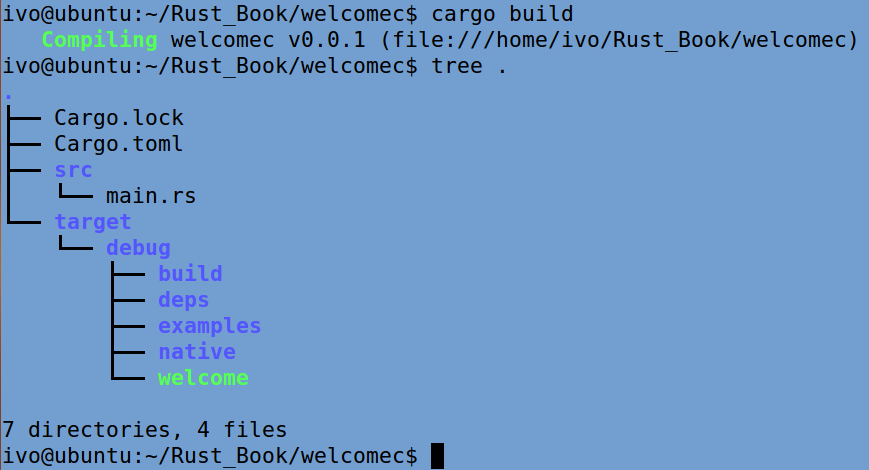 ivo@ubuntu:~/Rust_Book/welcomec$ cargo build
   Compiling welcomec v0.0.1 (file:///home/ivo/Rust_Book/welcomec)
ivo@ubuntu:~/Rust_Book/welcomec$ tree .
.
├── Cargo.lock
├── Cargo.toml
├── src
│   └── main.rs
└── target
    └── debug
        ├── build
        ├── deps
        ├── examples
        ├── native
        └── welcome
7 directories, 4 files
ivo@ubuntu:~/Rust_Book/welcomec$